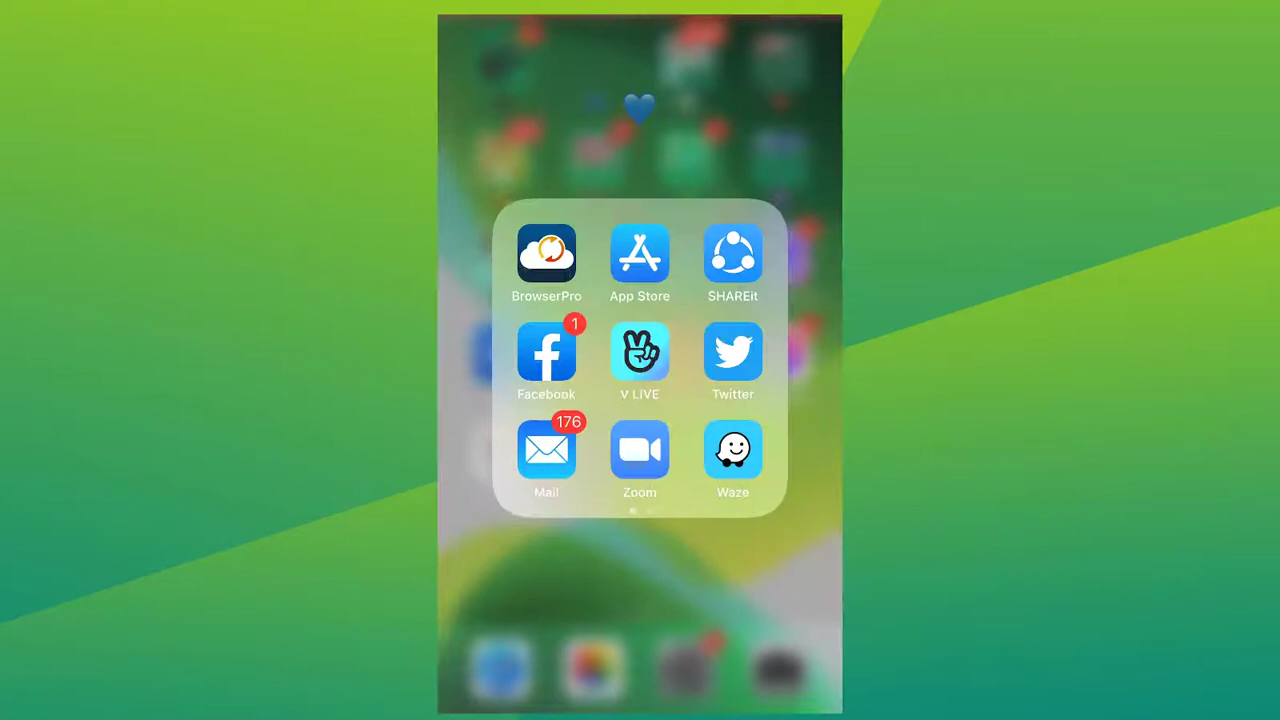 💙
BrowserPro App Store SHAREit
1
Facebook V LIVE Twitter
176
Mail Zoom Waze